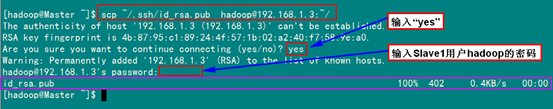 [hadoop@Master ~]$ scp ~/.ssh/id_rsa.pub hadoop@192.168.1.3:~/
The authenticity of host '192.168.1.3 (192.168.1.3)' can't be established.
RSA key fingerprint is 4b:87:95:c1:89:24:4f:57:1b:02:a2:40:f7:58:7e:a0.
Are you sure you want to continue connecting (yes/no)? yes
Warning: Permanently added '192.168.1.3' (RSA) to the list of known hosts.
hadoop@192.168.1.3's password:
id_rsa.pub 100% 402 0.4KB/s 00:00
[hadoop@Master ~]$
输入“yes”
输入Slave1用户hadoop的密码